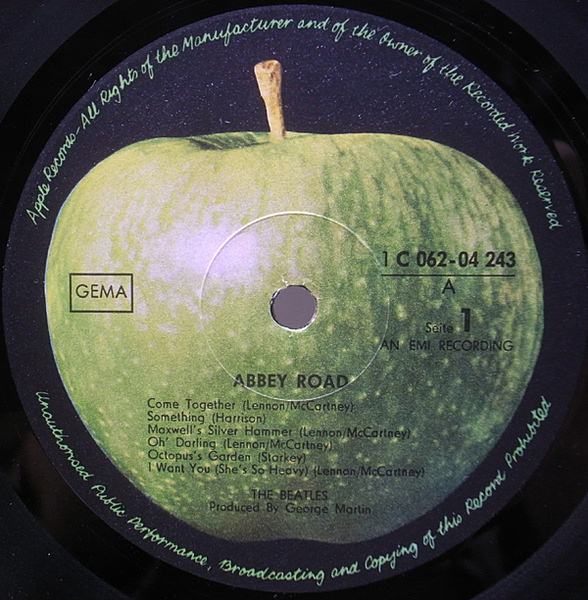 Apple Records-All Rights of the Manufacturer and of the Owner of the Recorded Work Reserved
GEMA
1 C 062-04 243
A
Seite 1
AN EMI RECORDING
ABBEY ROAD
Come Together (Lennon/McCartney)
Something (Harrison)
Maxwell's Silver Hammer (Lennon/McCartney)
Oh' Darling (Lennon/McCartney)
Octopus's Garden (Starkey)
I Want You (She's So Heavy) (Lennon/McCartney)
THE BEATLES
Produced By George Martin
Unauthorised Public Performance, Broadcasting and Copying of this Record Prohibited